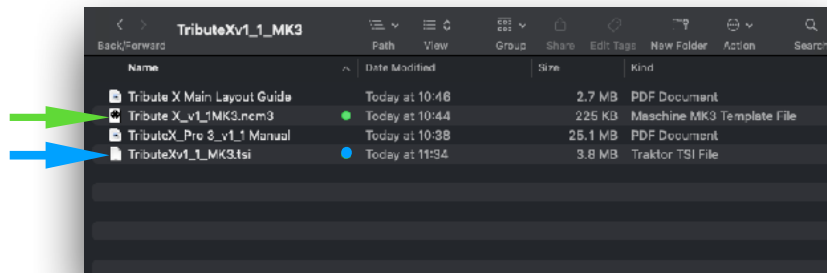 TributeXv1_1_MK3
Back/Forward Path View Group Share Edit Tags New Folder Action Search
Name Date Modified Size Kind
Tribute X Main Layout Guide Today at 10:46 2.7 MB PDF Document
Tribute X_v1_1MK3.ncm3 Today at 10:44 225 KB Maschine MK3 Template File
TributeX_Pro 3_v1_1 Manual Today at 10:38 25.1 MB PDF Document
TributeXv1_1_MK3.tsi Today at 11:34 3.8 MB Traktor TSI File